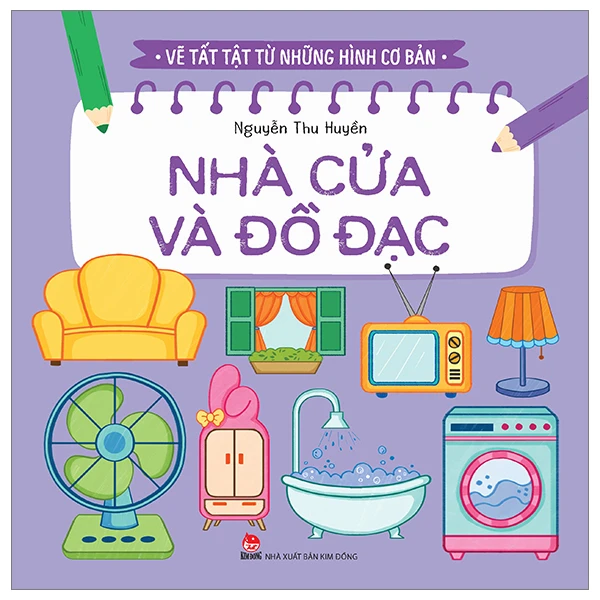 • VẼ TẤT TẬT TỪ NHỮNG HÌNH CƠ BẢN •
Nguyễn Thu Huyền
NHÀ CỬA
VÀ ĐỒ ĐẠC
KIM ĐỒNG NHÀ XUẤT BẢN KIM ĐỒNG